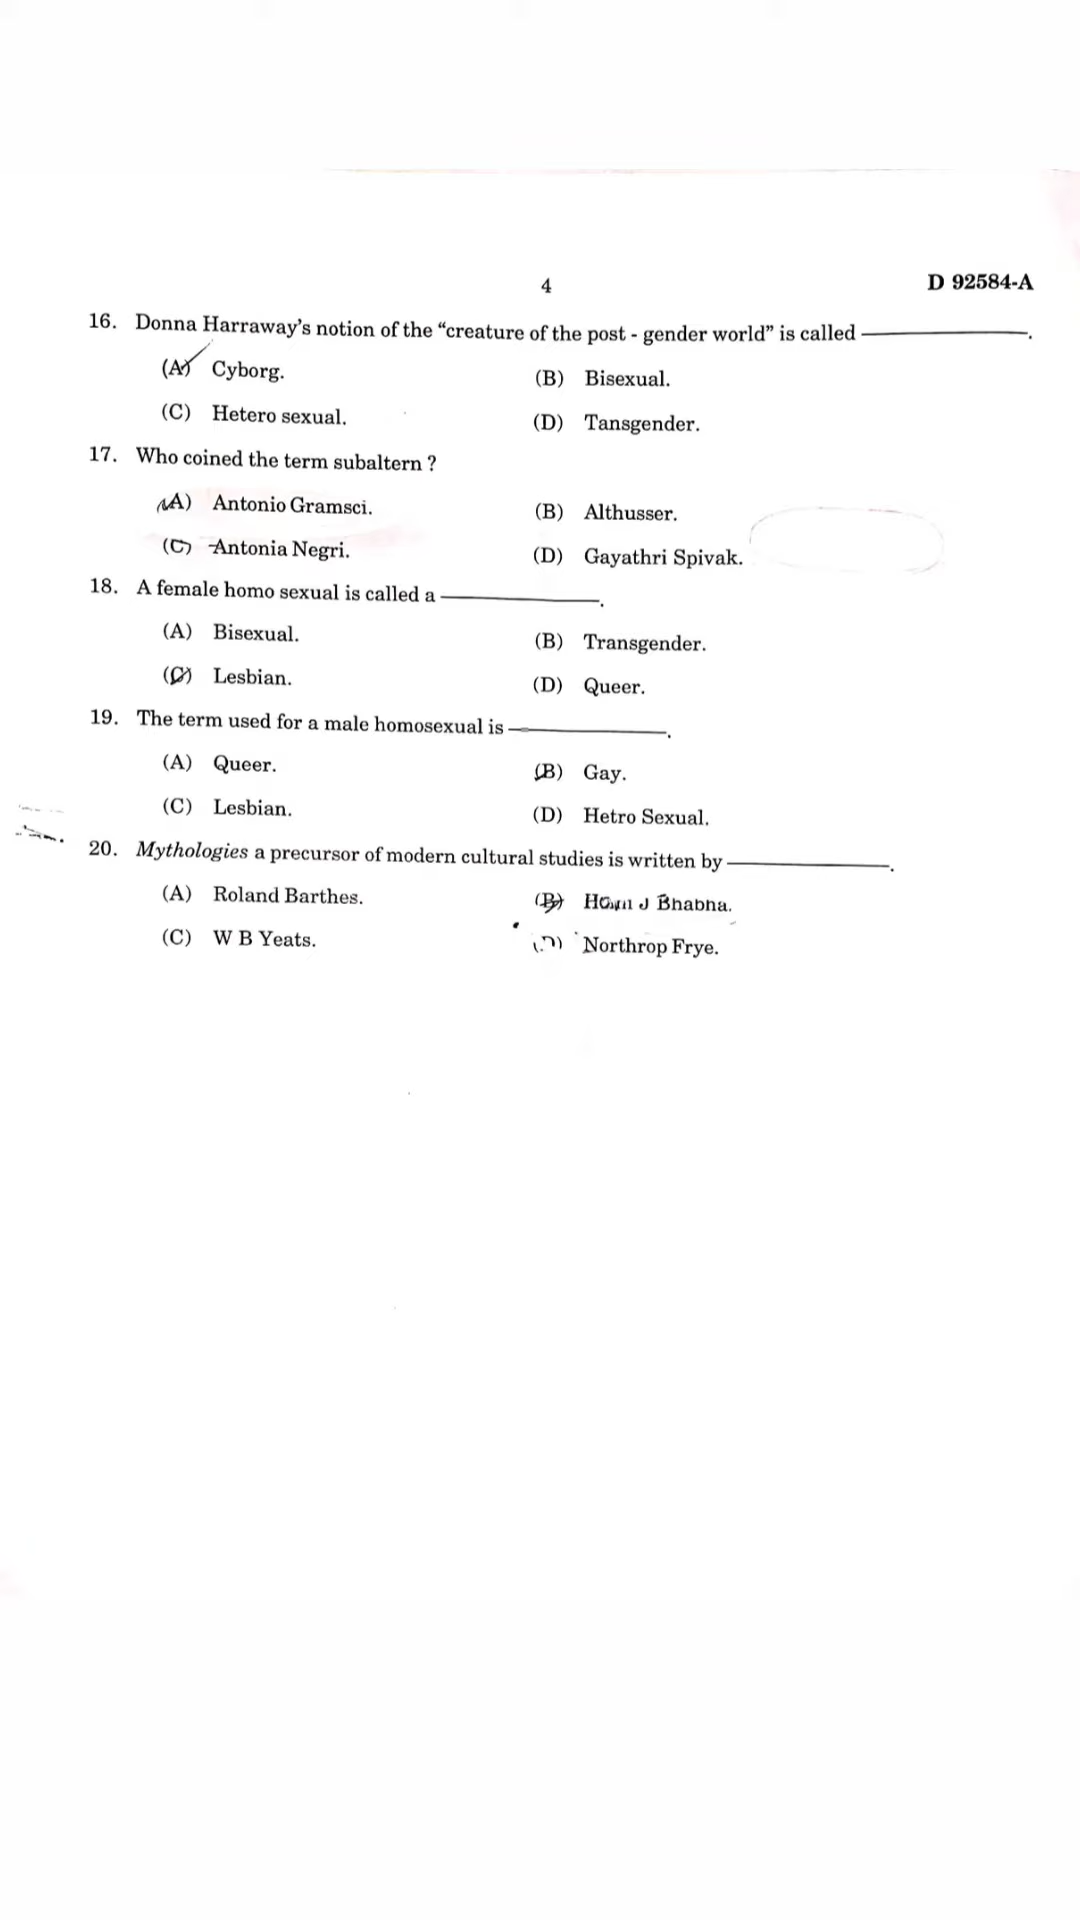 4
D 92584-A
16. Donna Harraway's notion of the “creature of the post - gender world” is called ————.
(A) Cyborg.
(B) Bisexual.
(C) Hetero sexual.
(D) Tansgender.
17. Who coined the term subaltern ?
(A) Antonio Gramsci.
(B) Althusser.
(C) Antonia Negri.
(D) Gayathri Spivak.
18. A female homo sexual is called a ————.
(A) Bisexual.
(B) Transgender.
(C) Lesbian.
(D) Queer.
19. The term used for a male homosexual is ————.
(A) Queer.
(B) Gay.
(C) Lesbian.
(D) Hetro Sexual.
20. Mythologies a precursor of modern cultural studies is written by ————.
(A) Roland Barthes.
(B) J Bhabha.
(C) W B Yeats.
(D) Northrop Frye.